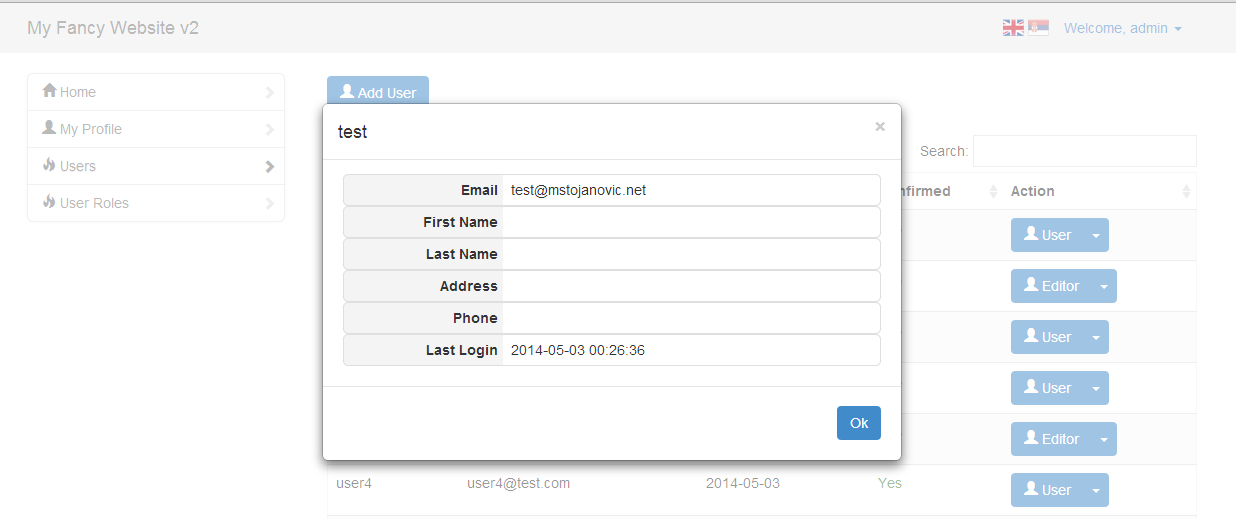 My Fancy Website v2
Welcome, admin
Home
My Profile
Users
User Roles
Add User
Search:
nfirmed
Action
test
×
Email test@mstojanovic.net
First Name
Last Name
Address
Phone
Last Login 2014-05-03 00:26:36
Ok
User
Editor
User
User
Editor
user4 user4@test.com 2014-05-03 Yes User